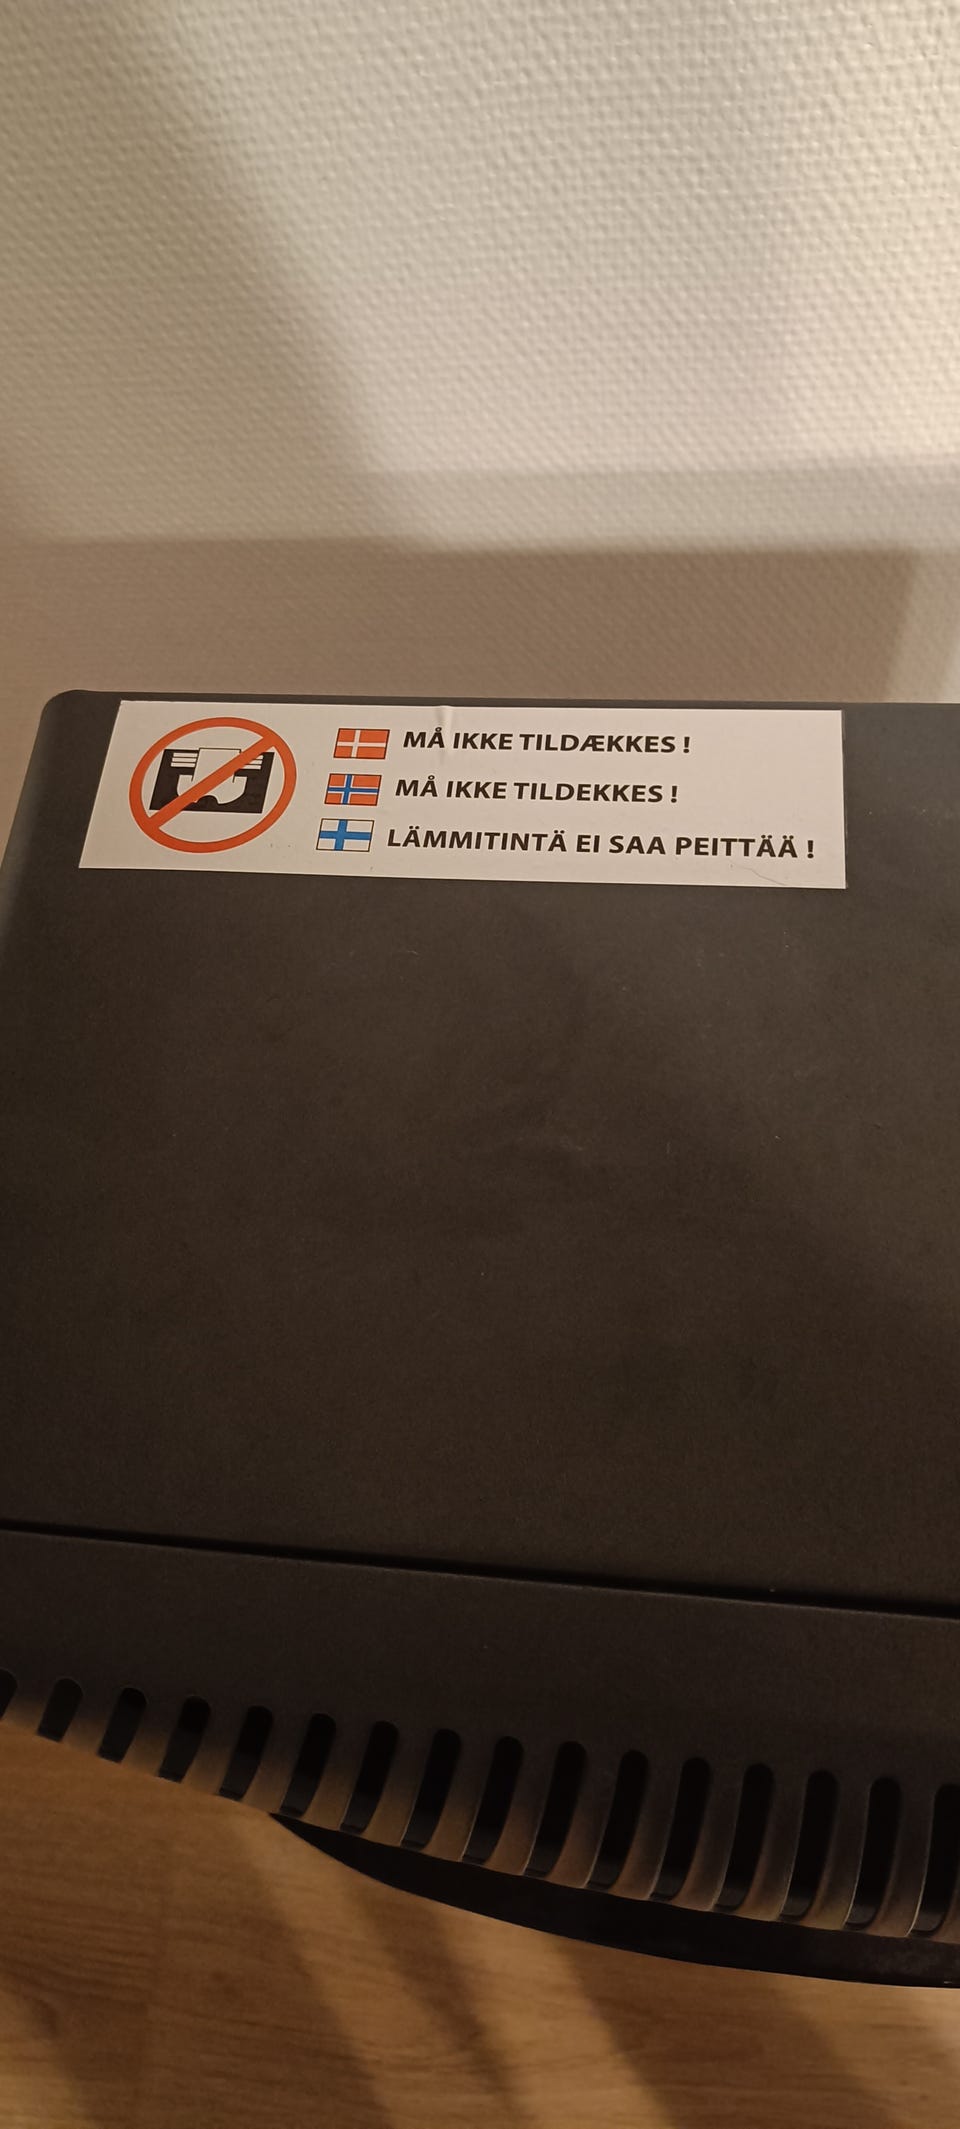 MÅ IKKE TILDÆKKES !
MÅ IKKE TILDEKKES !
LÄMMITINTÄ EI SAA PEITTÄÄ !